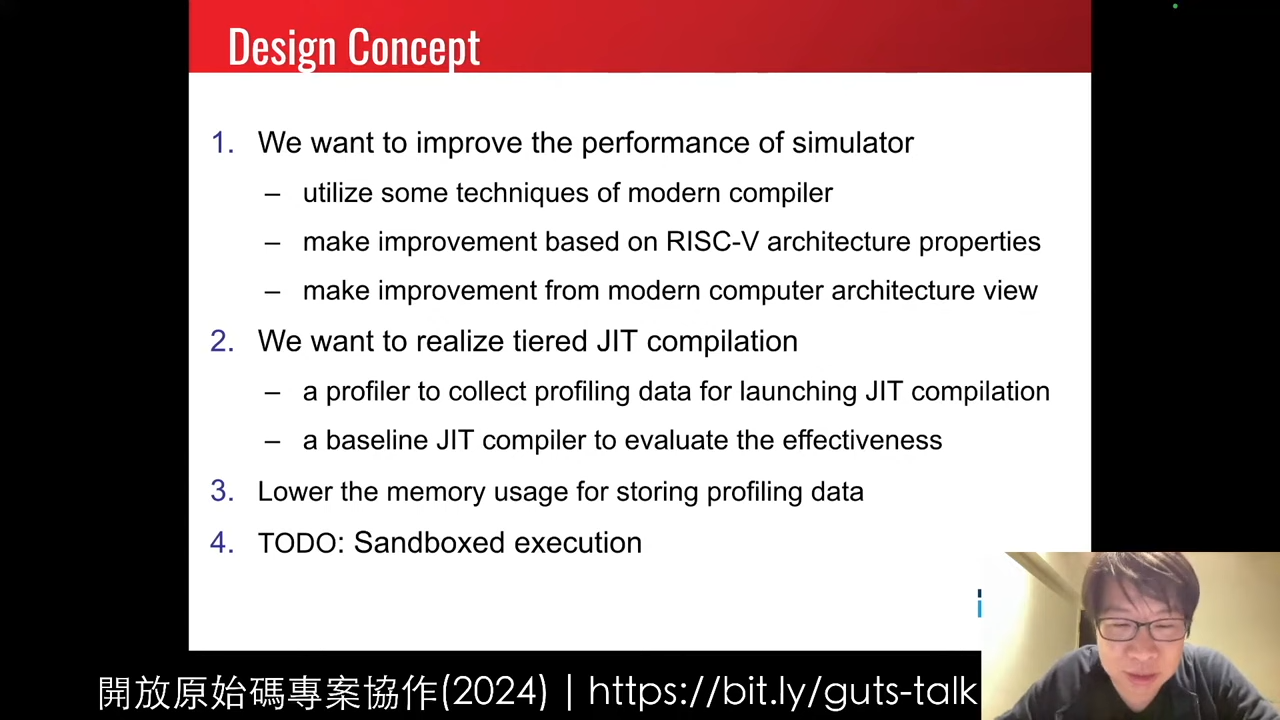 Design Concept
1. We want to improve the performance of simulator
– utilize some techniques of modern compiler
– make improvement based on RISC-V architecture properties
– make improvement from modern computer architecture view
2. We want to realize tiered JIT compilation
– a profiler to collect profiling data for launching JIT compilation
– a baseline JIT compiler to evaluate the effectiveness
3. Lower the memory usage for storing profiling data
4. TODO: Sandboxed execution
開放原始碼專案協作(2024) | https://bit.ly/guts-talk